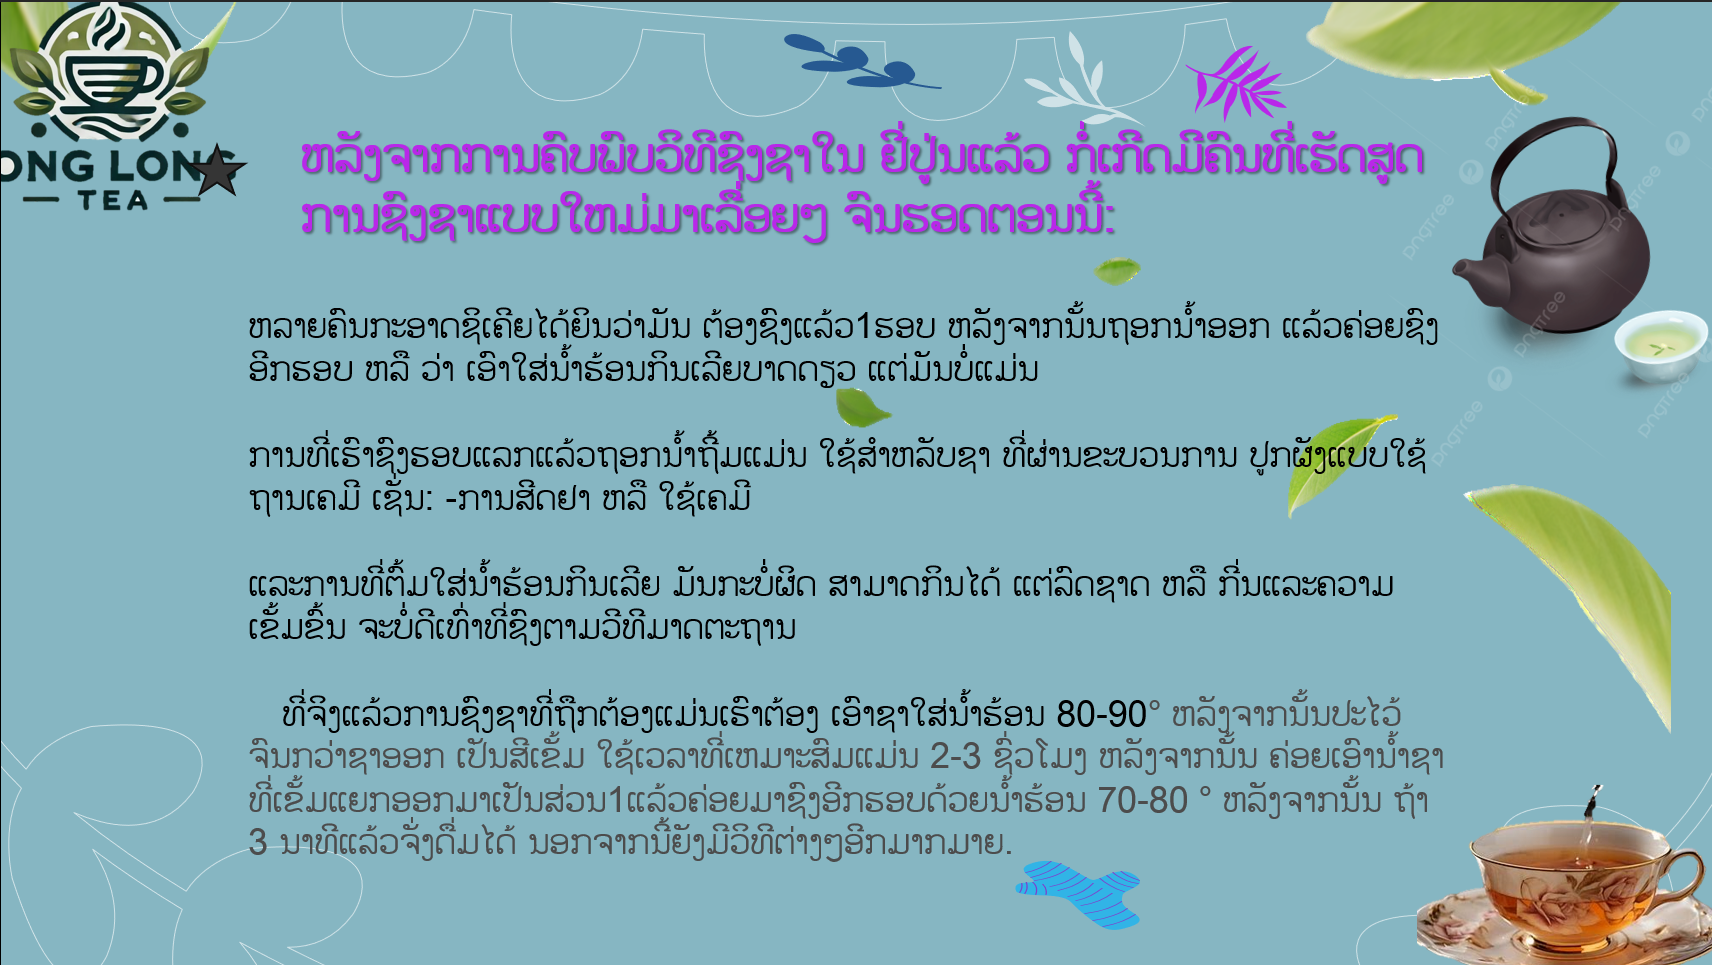 ONG LONG
TEA
ຫລັງຈາກການຄົບພົບວິທີຊົງຊາໃນ ຢີ່ປຸ່ນແລ້ວ ກໍ່ເກີດມີຄົນທີ່ເຮັດສູດ
ການຊົງຊາແບບໃຫມ່ມາເລື່ອຍໆ ຈົນຮອດຕອນນີ້:
ຫລາຍຄົນກະອາດຊິເຄີຍໄດ້ຍິນວ່າມັນ ຕ້ອງຊົງແລ້ວ1ຮອບ ຫລັງຈາກນັ້ນຖອກນ້ຳອອກ ແລ້ວຄ່ອຍຊົງ
ອີກຮອບ ຫລື ວ່າ ເອົາໃສ່ນ້ຳຮ້ອນກິນເລີຍບາດດຽວ ແຕ່ມັນບໍ່ແມ່ນ
ການທີ່ເຮົາຊົງຮອບແລກແລ້ວຖອກນ້ຳຖີ້ມແມ່ນ ໃຊ້ສຳຫລັບຊາ ທີ່ຜ່ານຂະບວນການ ປູກຜັງແບບໃຊ້
ຖານເຄມີ ເຊັ່ນ: -ການສີດຢາ ຫລື ໃຊ້ເຄມີ
ແລະການທີ່ຕົ້ມໃສ່ນ້ຳຮ້ອນກິນເລີຍ ມັນກະບໍ່ຜິດ ສາມາດກິນໄດ້ ແຕ່ລົດຊາດ ຫລື ກິ່ນແລະຄວາມ
ເຂັ້ມຂົ້ນ ຈະບໍ່ດີເທົ່າທີ່ຊົງຕາມວີທີມາດຕະຖານ
ທີ່ຈິງແລ້ວການຊົງຊາທີ່ຖືກຕ້ອງແມ່ນເຮົາຕ້ອງ ເອົາຊາໃສ່ນ້ຳຮ້ອນ 80-90° ຫລັງຈາກນັ້ນປະໄວ້
ຈົນກວ່າຊາອອກ ເປັນສີເຂັ້ມ ໃຊ້ເວລາທີ່ເຫມາະສົມແມ່ນ 2-3 ຊົ່ວໂມງ ຫລັງຈາກນັ້ນ ຄ່ອຍເອົານ້ຳຊາ
ທີ່ເຂັ້ມແຍກອອກມາເປັນສ່ວນ1ແລ້ວຄ່ອຍມາຊົງອີກຮອບດ້ວຍນ້ຳຮ້ອນ 70-80 ° ຫລັງຈາກນັ້ນ ຖ້າ
3 ນາທີແລ້ວຈັ່ງດື່ມໄດ້ ນອກຈາກນີ້ຍັງມີວິທີຕ່າງໆອີກມາກມາຍ.
pngtree
pngtree
pngtree
pngtree
pngtree
pngtree